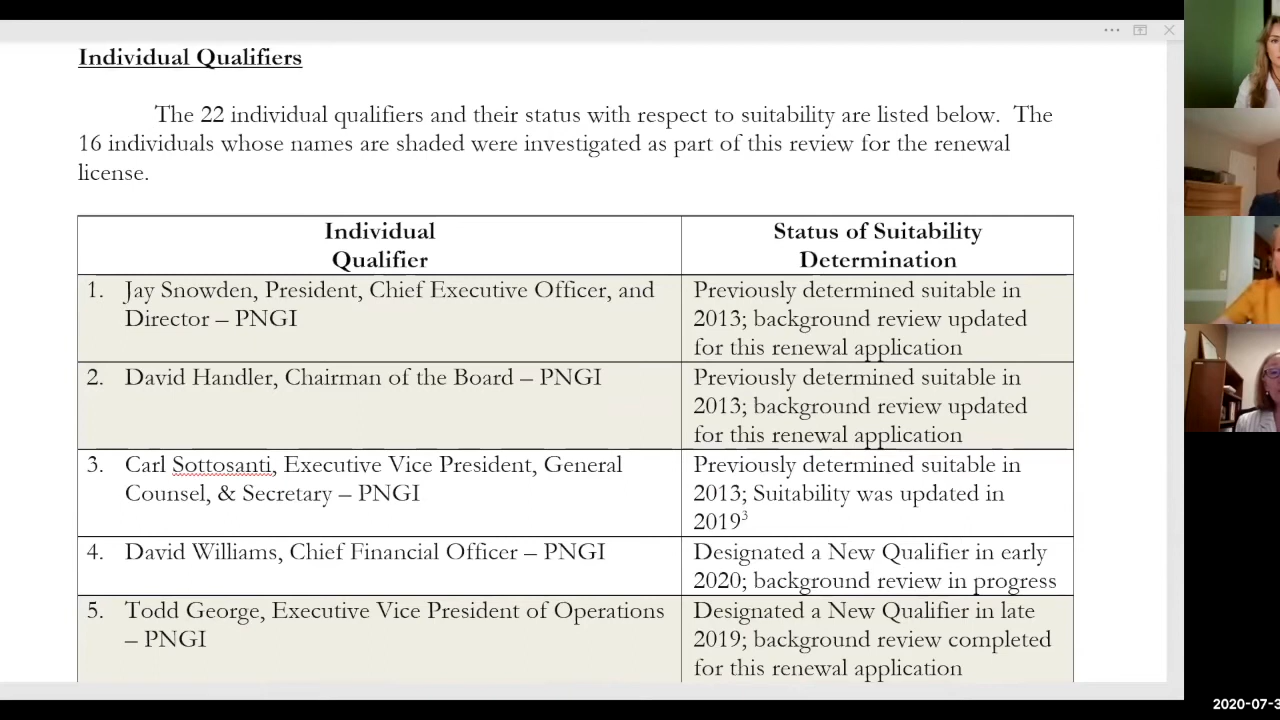 Individual Qualifiers
The 22 individual qualifiers and their status with respect to suitability are listed below. The
16 individuals whose names are shaded were investigated as part of this review for the renewal
license.
Individual
Qualifier
Status of Suitability
Determination
1. Jay Snowden, President, Chief Executive Officer, and
Director – PNGI
Previously determined suitable in
2013; background review updated
for this renewal application
2. David Handler, Chairman of the Board – PNGI
Previously determined suitable in
2013; background review updated
for this renewal application
3. Carl Sottosanti, Executive Vice President, General
Counsel, & Secretary – PNGI
Previously determined suitable in
2013; Suitability was updated in
2019³
4. David Williams, Chief Financial Officer – PNGI
Designated a New Qualifier in early
2020; background review in progress
5. Todd George, Executive Vice President of Operations
– PNGI
Designated a New Qualifier in late
2019; background review completed
for this renewal application
2020-07-3